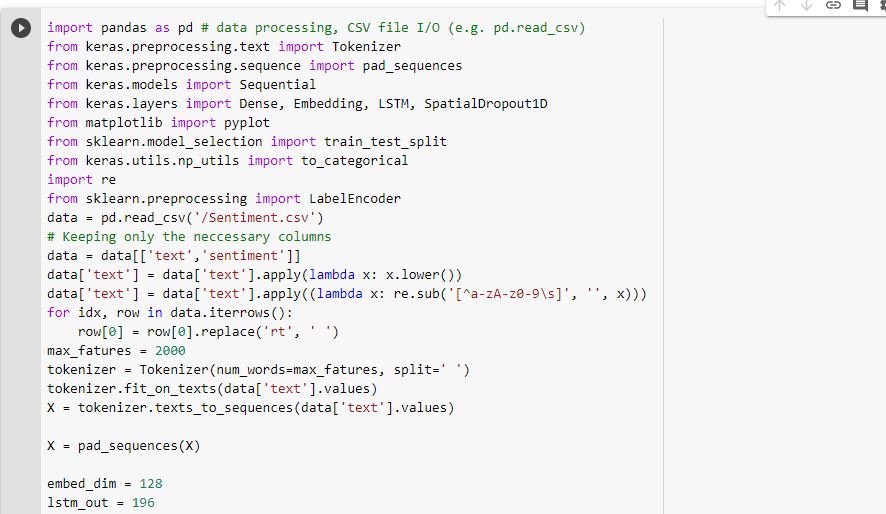 import pandas as pd # data processing, CSV file I/O (e.g. pd.read_csv)
from keras.preprocessing.text import Tokenizer
from keras.preprocessing.sequence import pad_sequences
from keras.models import Sequential
from keras.layers import Dense, Embedding, LSTM, SpatialDropout1D
from matplotlib import pyplot
from sklearn.model_selection import train_test_split
from keras.utils.np_utils import to_categorical
import re
from sklearn.preprocessing import LabelEncoder
data = pd.read_csv('/Sentiment.csv')
# Keeping only the neccessary columns
data = data[['text','sentiment']]
data['text'] = data['text'].apply(lambda x: x.lower())
data['text'] = data['text'].apply((lambda x: re.sub('[^a-zA-z0-9\s]', '', x)))
for idx, row in data.iterrows():
    row[0] = row[0].replace('rt', ' ')
max_fatures = 2000
tokenizer = Tokenizer(num_words=max_fatures, split=' ')
tokenizer.fit_on_texts(data['text'].values)
X = tokenizer.texts_to_sequences(data['text'].values)

X = pad_sequences(X)

embed_dim = 128
lstm_out = 196